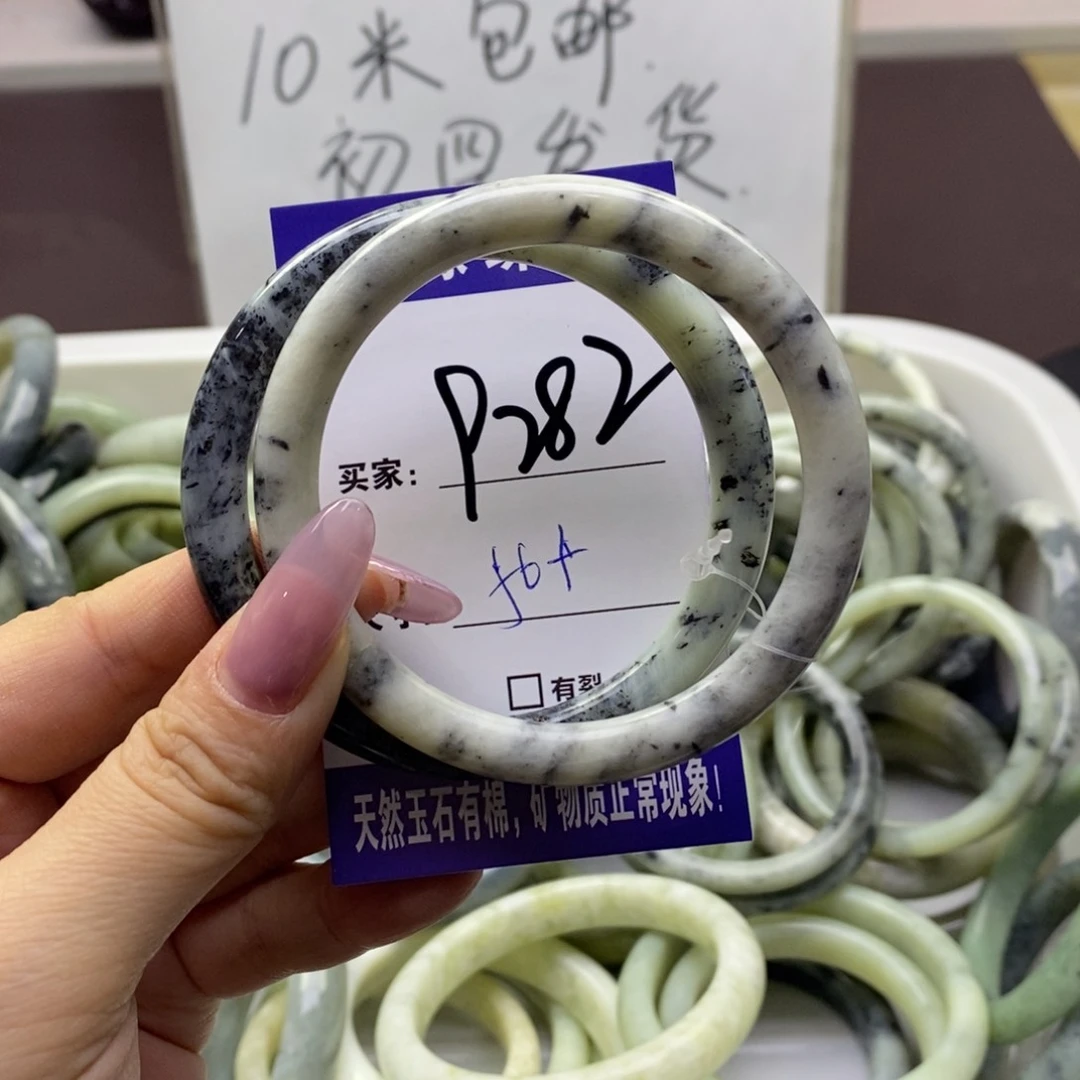 10米包邮.
初四发货.
买家: P282
56+
□有裂
天然玉石有棉,矿物质正常现象!